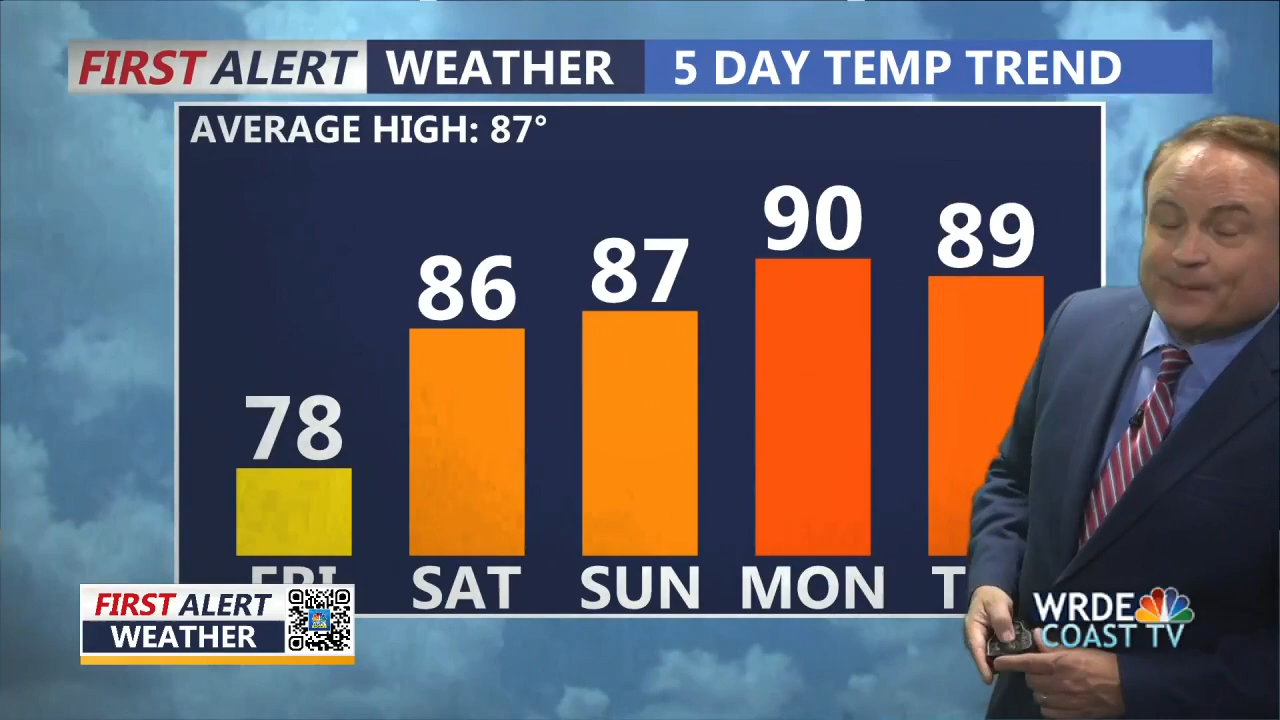 FIRST ALERT WEATHER 5 DAY TEMP TREND
AVERAGE HIGH: 87°
78 86 87 90 89
FRI SAT SUN MON
FIRST ALERT
WEATHER
WRDE
COAST TV